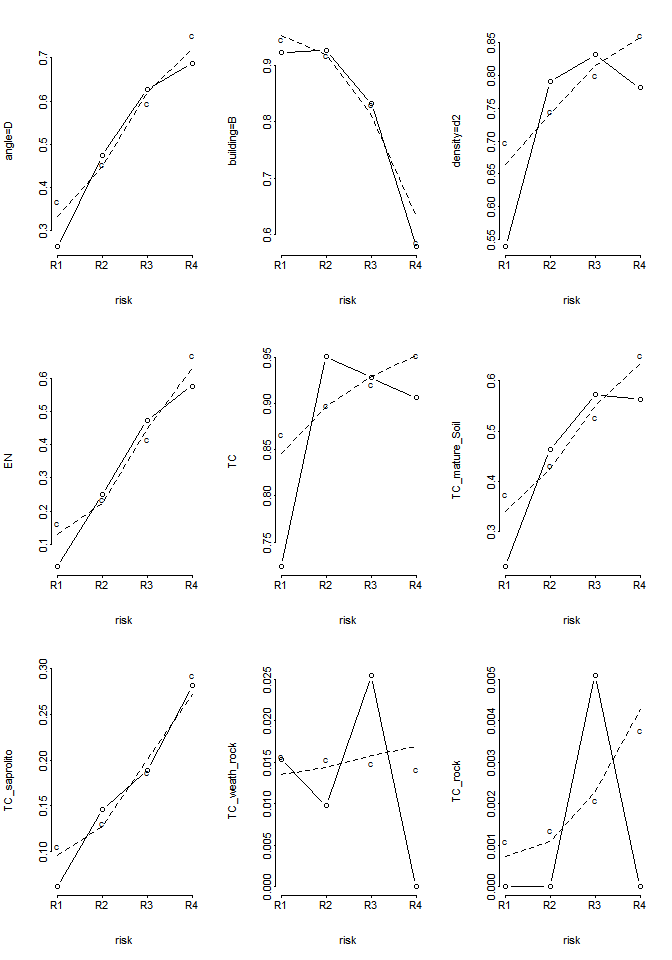 angle=D
0.3 0.4 0.5 0.6 0.7
c c c c
R1 R2 R3 R4
risk
building=B
0.6 0.7 0.8 0.9
c c c c
R1 R2 R3 R4
risk
density=d2
0.55 0.60 0.65 0.70 0.75 0.80 0.85
c c c c
R1 R2 R3 R4
risk
EN
0.1 0.2 0.3 0.4 0.5 0.6
c c c c
R1 R2 R3 R4
risk
TC
0.75 0.80 0.85 0.90 0.95
c c c c
R1 R2 R3 R4
risk
TC_mature_Soil
0.3 0.4 0.5 0.6
c c c c
R1 R2 R3 R4
risk
TC_saprolito
0.10 0.15 0.20 0.25 0.30
c c c c
R1 R2 R3 R4
risk
TC_weath_rock
0.000 0.005 0.010 0.015 0.020 0.025
c c c c
R1 R2 R3 R4
risk
TC_rock
0.000 0.001 0.002 0.003 0.004 0.005
c c c c
R1 R2 R3 R4
risk